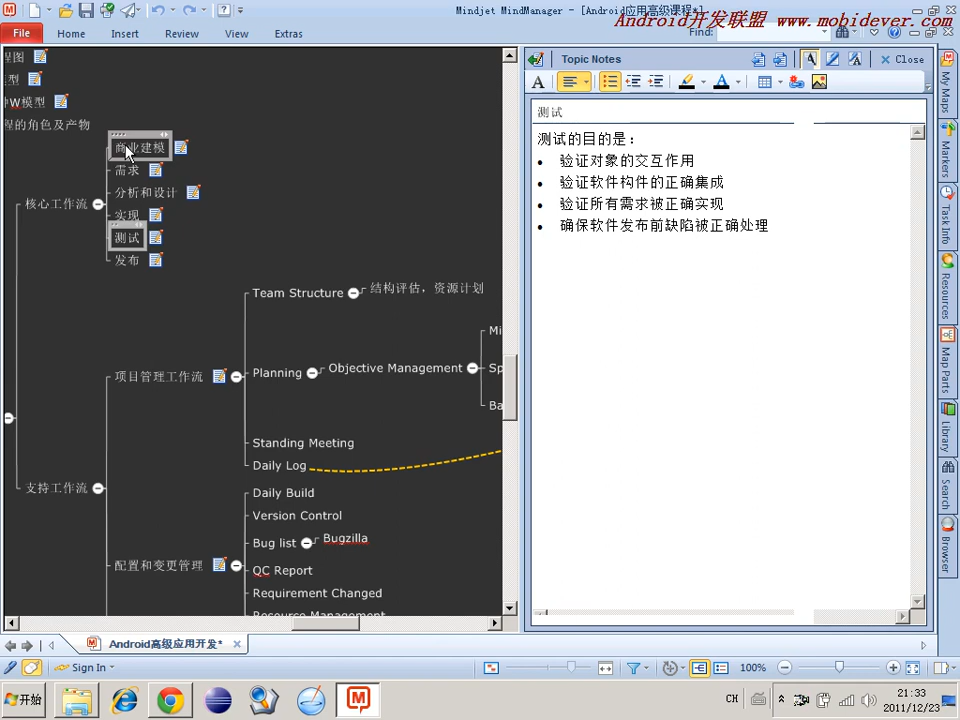 Mindjet MindManager - [Android应用高级课程*]
Android开发联盟 www.mobidever.com
File Home Insert Review View Extras Find:
程图
型
W模型
程的角色及产物
商业建模
需求
分析和设计
核心工作流
实现
测试
发布
Team Structure
结构评估，资源计划
Mi
Objective Management
Sp
项目管理工作流
Planning
Ba
Standing Meeting
Daily Log
支持工作流
Daily Build
Version Control
Bug list
Bugzilla
配置和变更管理
QC Report
Requirement Changed
Resource Management
Topic Notes
Close
测试
测试的目的是：
• 验证对象的交互作用
• 验证软件构件的正确集成
• 验证所有需求被正确实现
• 确保软件发布前缺陷被正确处理
My Maps
Markers
Task Info
Resources
Map Parts
Library
Search
Browser
Android高级应用开发*
Sign In
100%
开始
CH
21:33
2011/12/23